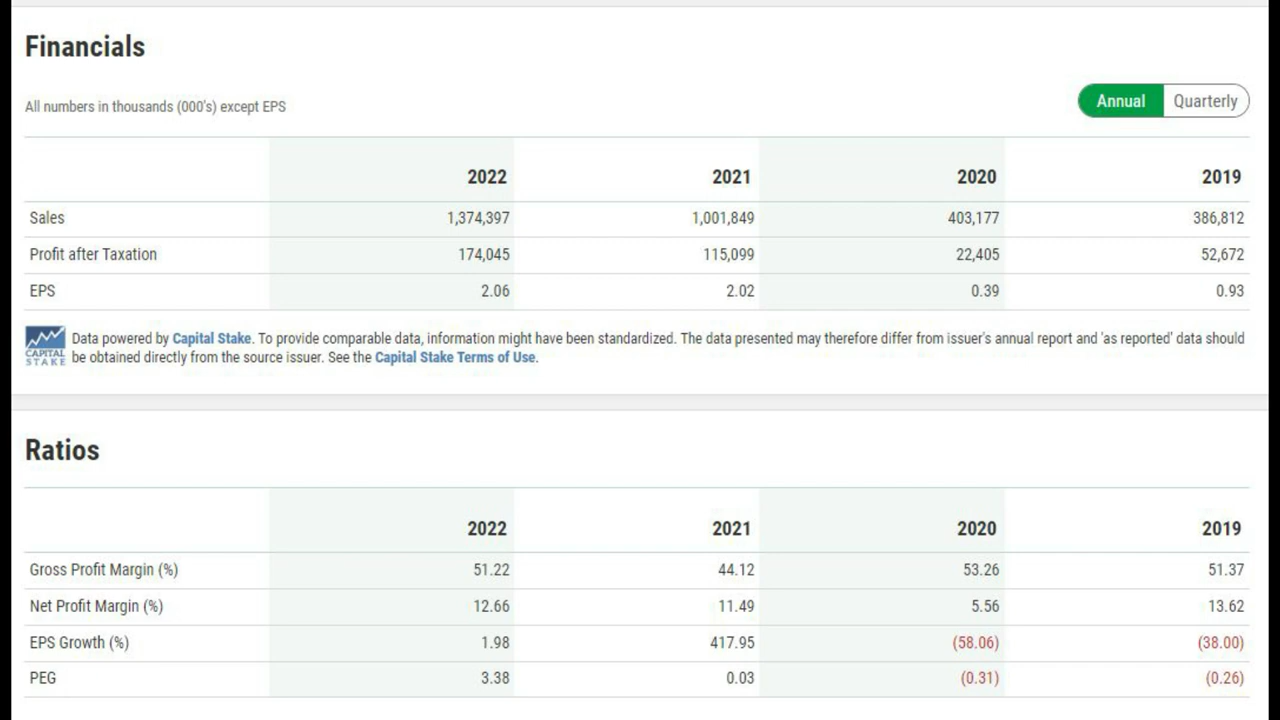 Financials
All numbers in thousands (000's) except EPS
Annual Quarterly
2022 2021 2020 2019
Sales 1,374,397 1,001,849 403,177 386,812
Profit after Taxation 174,045 115,099 22,405 52,672
EPS 2.06 2.02 0.39 0.93
CAPITAL
STAKE
Data powered by Capital Stake. To provide comparable data, information might have been standardized. The data presented may therefore differ from issuer's annual report and 'as reported' data should
be obtained directly from the source issuer. See the Capital Stake Terms of Use.
Ratios
2022 2021 2020 2019
Gross Profit Margin (%) 51.22 44.12 53.26 51.37
Net Profit Margin (%) 12.66 11.49 5.56 13.62
EPS Growth (%) 1.98 417.95 (58.06) (38.00)
PEG 3.38 0.03 (0.31) (0.26)